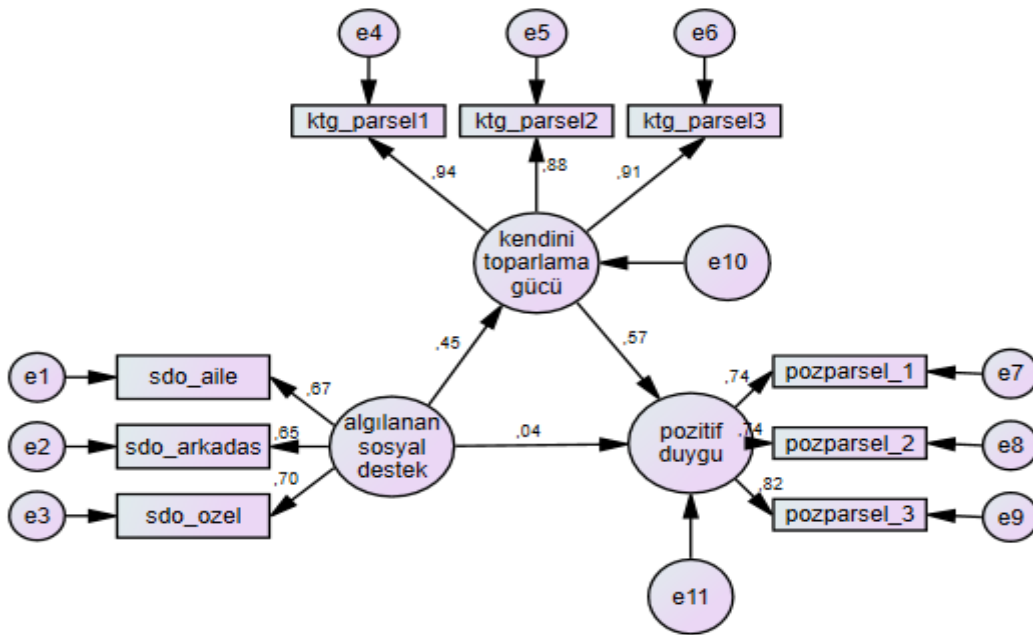 e4
e5
e6
ktg_parsel1
ktg_parsel2
ktg_parsel3
,94
,88
,91
kendini
toparlama
gücü
e10
,45
,57
e1
sdo_aile
,67
e2
sdo_arkadas
,65
e3
sdo_ozel
,70
algılanan
sosyal
destek
,04
pozitif
duygu
,74
pozparsel_1
e7
,74
pozparsel_2
e8
,82
pozparsel_3
e9
e11